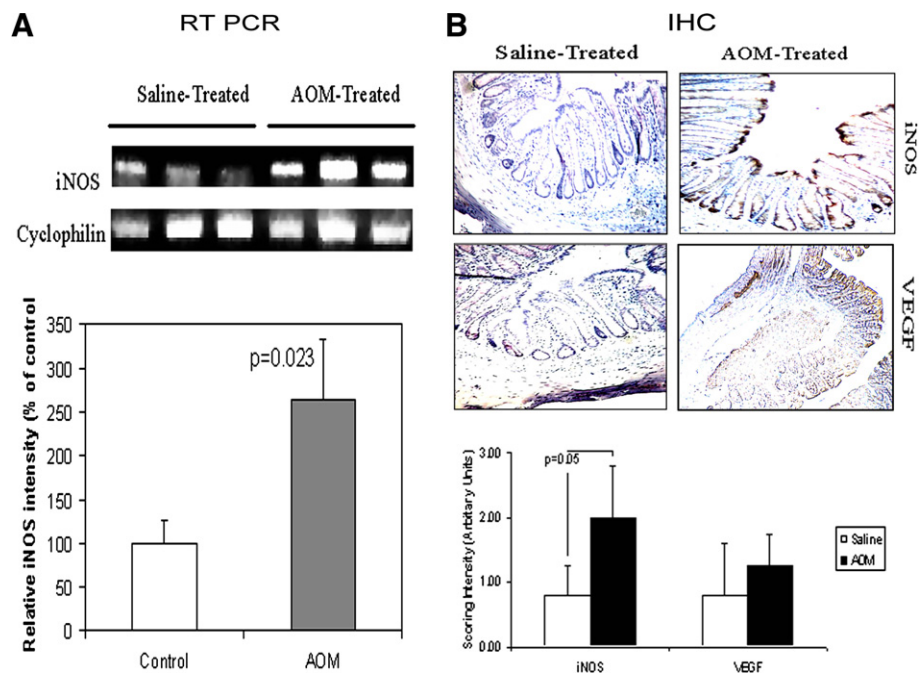 A
RT PCR
Saline-Treated AOM-Treated
iNOS
Cyclophilin
Relative iNOS intensity (% of control)
350
300
250
200
150
100
50
0
p=0.023
Control AOM
B
IHC
Saline-Treated AOM-Treated
iNOS
VEGF
Scoring Intensity (Arbitary Units)
3.00
2.00
1.00
0.00
p=0.05
iNOS VEGF
Saline
AOM